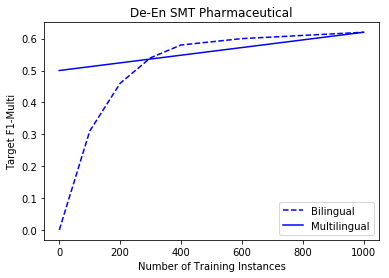 De-En SMT Pharmaceutical
Target F1-Multi
0.6
0.5
0.4
0.3
0.2
0.1
0.0
0 200 400 600 800 1000
Number of Training Instances
Bilingual
Multilingual